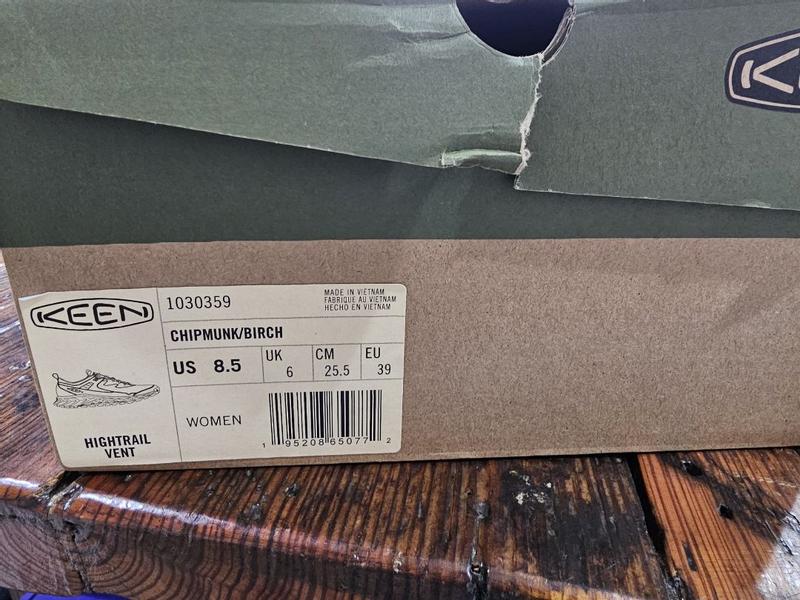 KEEN
1030359
MADE IN VIETNAM
FABRIQUE AU VIETNAM
HECHO EN VIETNAM
CHIPMUNK/BIRCH
US 8.5
UK 6
CM 25.5
EU 39
WOMEN
1 95208 65077 2
HIGHTRAIL
VENT